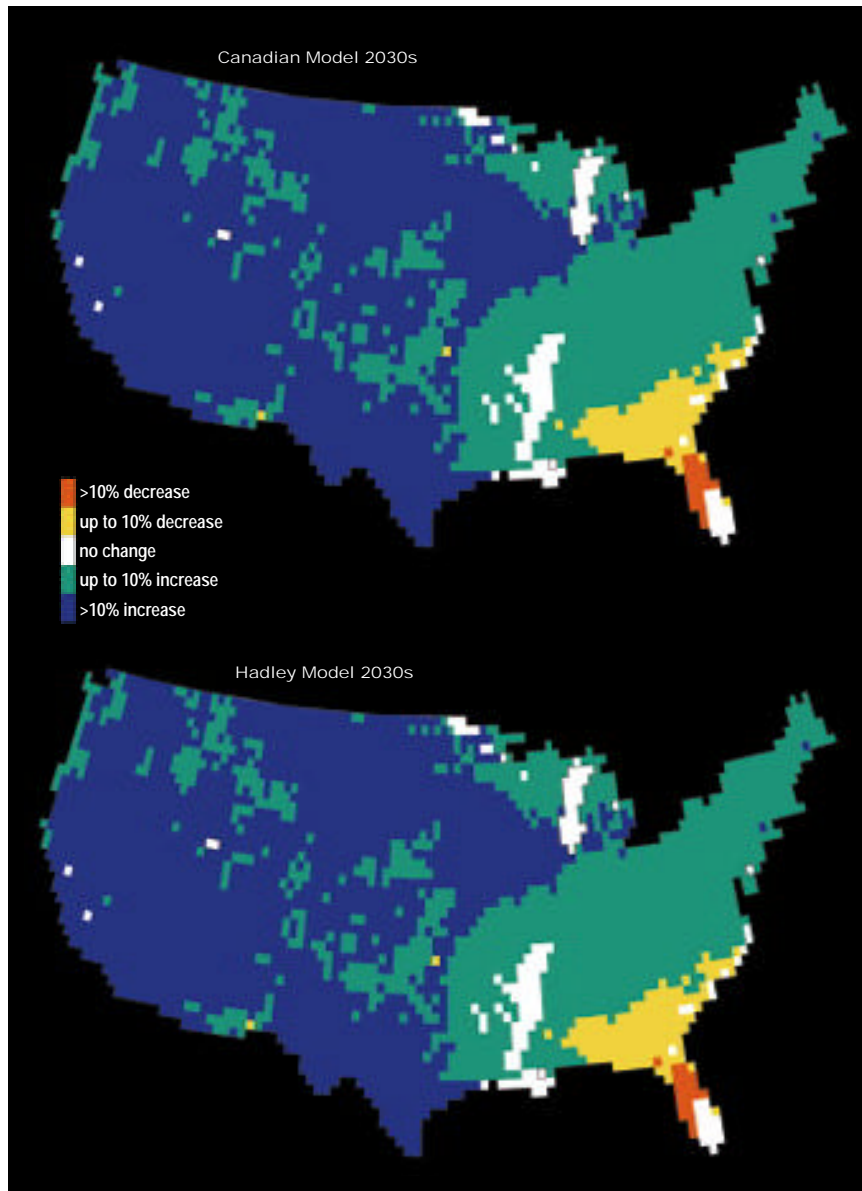 Canadian Model 2030s
>10% decrease
up to 10% decrease
no change
up to 10% increase
>10% increase
Hadley Model 2030s